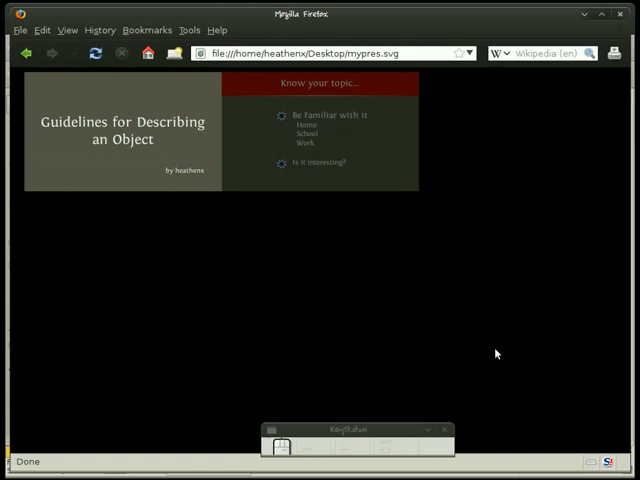 Mozilla Firefox
File Edit View History Bookmarks Tools Help
file:///home/heathenx/Desktop/mypres.svg
W Wikipedia (en)
Know your topic...
Guidelines for Describing
an Object
by heathenx
Be Familiar with it
Home
School
Work
Is it interesting?
KeyStatus
Done